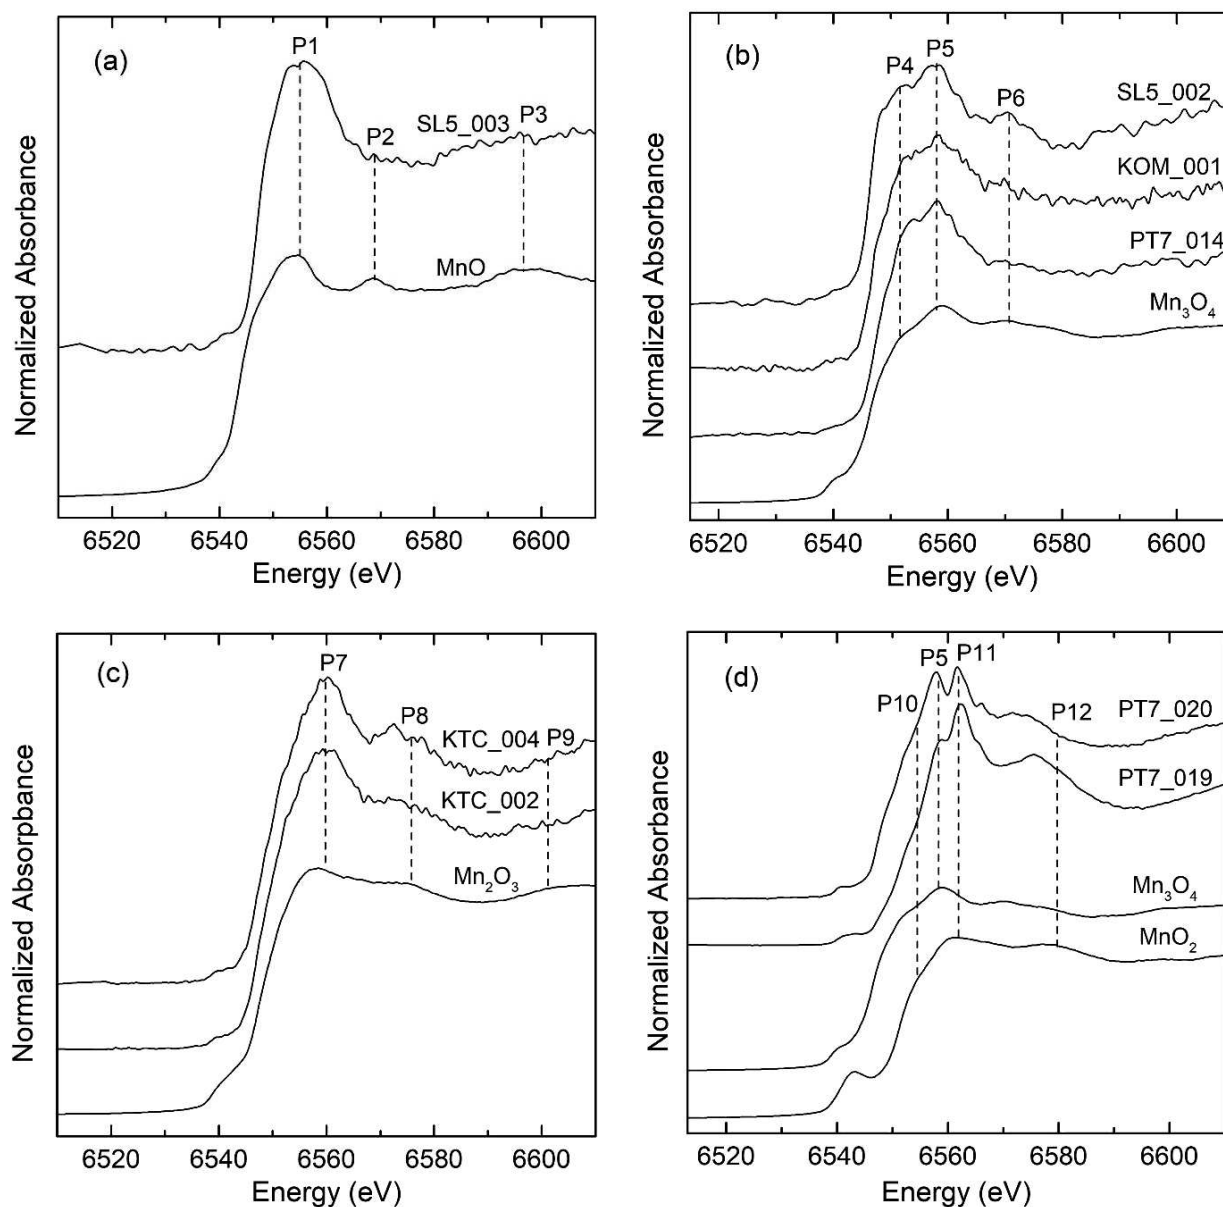 (a)
P1
SL5_003
P3
P2
MnO
Normalized Absorbance
6520 6540 6560 6580 6600
Energy (eV)
(b)
P4
P5
P6
SL5_002
KOM_001
PT7_014
Mn₃O₄
Normalized Absorbance
6520 6540 6560 6580 6600
Energy (eV)
(c)
P7
KTC_004
P8
P9
KTC_002
Mn₂O₃
Normalized Absorpbance
6520 6540 6560 6580 6600
Energy (eV)
(d)
P10
P5
P11
P12
PT7_020
PT7_019
Mn₃O₄
MnO₂
Normalized Absorbance
6520 6540 6560 6580 6600
Energy (eV)